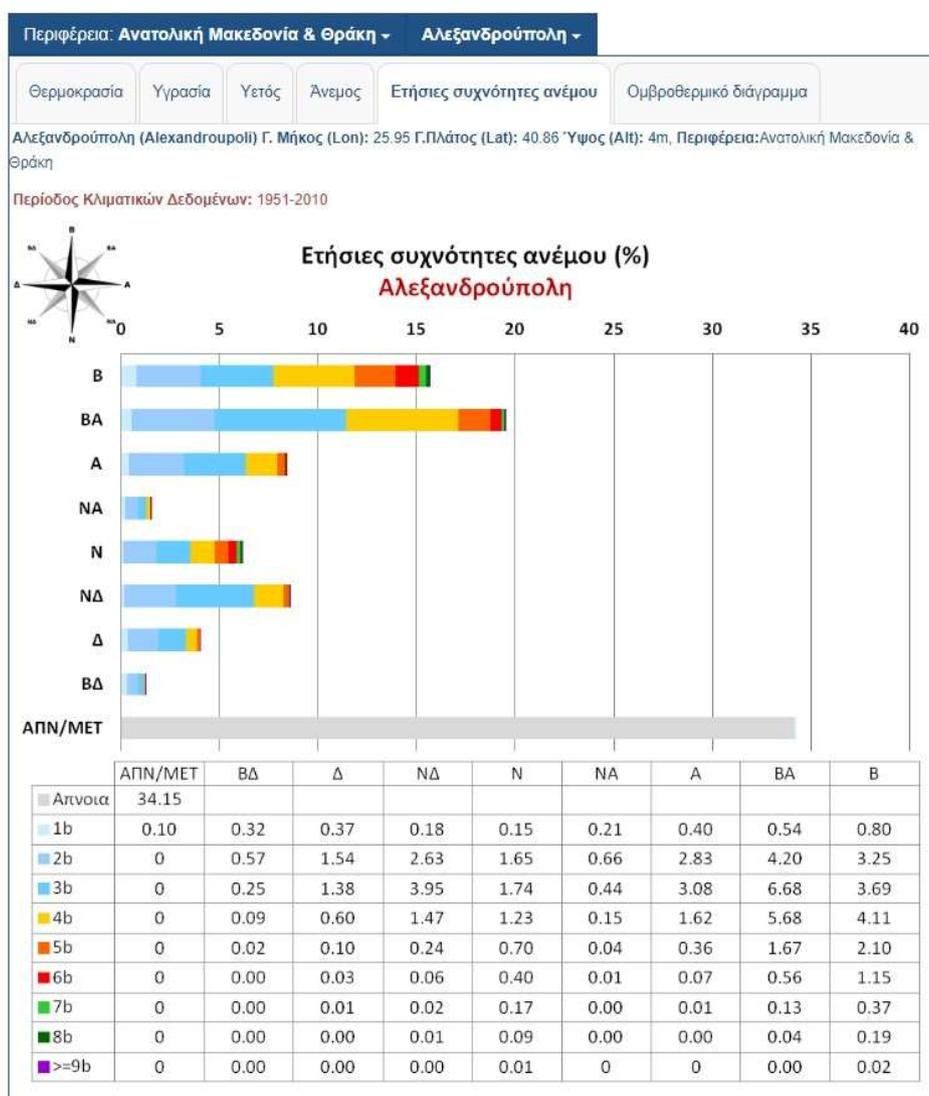 Περιφέρεια: Ανατολική Μακεδονία & Θράκη Αλεξανδρούπολη
Θερμοκρασία Υγρασία Υετός Άνεμος Ετήσιες συχνότητες ανέμου Ομβροθερμικό διάγραμμα
Αλεξανδρούπολη (Alexandroupoli) Γ. Μήκος (Lon): 25.95 Γ.Πλάτος (Lat): 40.86 Ύψος (Alt): 4m, Περιφέρεια:Ανατολική Μακεδονία &
Θράκη
Περίοδος Κλιματικών Δεδομένων: 1951-2010
Β
ΒΔ ΒΑ
Δ Α
ΝΔ ΝΑ
Ν
Ετήσιες συχνότητες ανέμου (%)
Αλεξανδρούπολη
0 5 10 15 20 25 30 35 40
Β
ΒΑ
Α
ΝΑ
Ν
ΝΔ
Δ
ΒΔ
ΑΠΝ/ΜΕΤ
ΑΠΝ/ΜΕΤ ΒΔ Δ ΝΔ Ν ΝΑ Α ΒΑ Β
Απνοια 34.15
1b 0.10 0.32 0.37 0.18 0.15 0.21 0.40 0.54 0.80
2b 0 0.57 1.54 2.63 1.65 0.66 2.83 4.20 3.25
3b 0 0.25 1.38 3.95 1.74 0.44 3.08 6.68 3.69
4b 0 0.09 0.60 1.47 1.23 0.15 1.62 5.68 4.11
5b 0 0.02 0.10 0.24 0.70 0.04 0.36 1.67 2.10
6b 0 0.00 0.03 0.06 0.40 0.01 0.07 0.56 1.15
7b 0 0.00 0.01 0.02 0.17 0.00 0.01 0.13 0.37
8b 0 0.00 0.00 0.01 0.09 0.00 0.00 0.04 0.19
>=9b 0 0.00 0.00 0.00 0.01 0 0 0.00 0.02